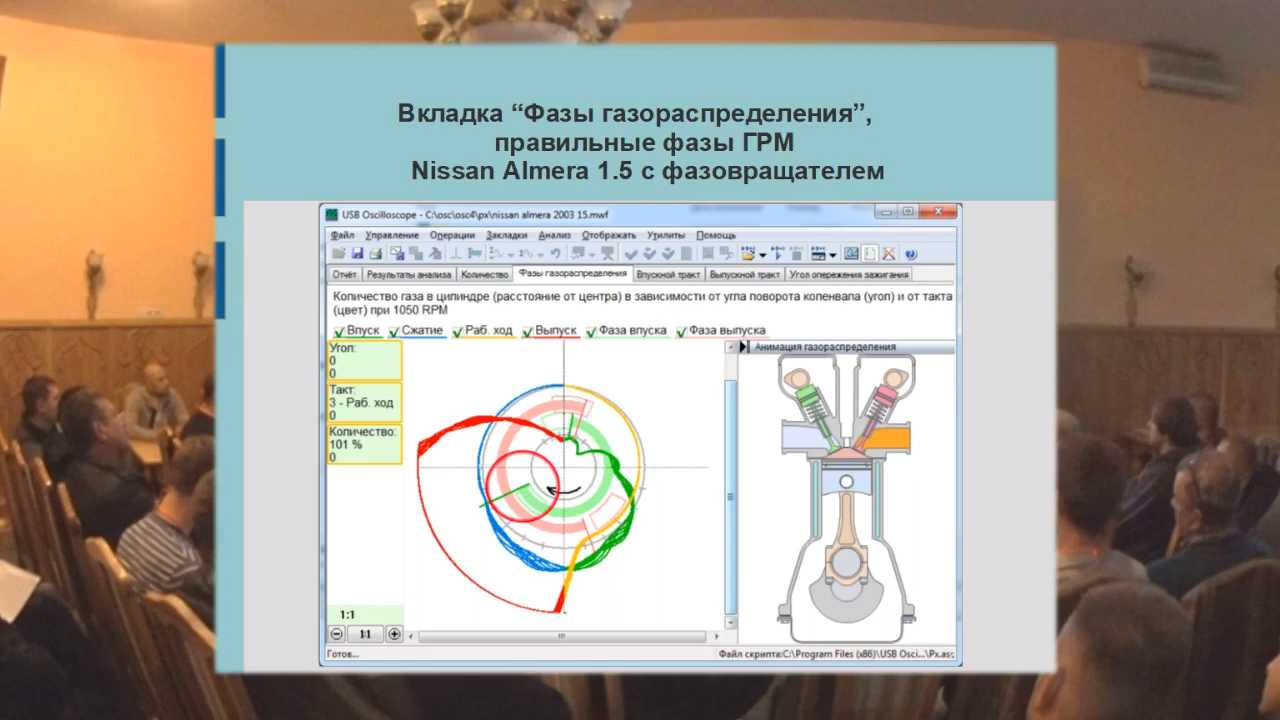 Вкладка “Фазы газораспределения”,
правильные фазы ГРМ
Nissan Almera 1.5 с фазовращателем
USB Oscilloscope - C:\osc\osc4\px\nissan almera 2003 15.mwf
Файл Управление Операции Закладки Анализ Отображать Утилиты Помощь
Отчёт Результаты анализа Количество Фазы газораспределения Впускной тракт Выпускной тракт Угол опережения зажигания
Количество газа в цилиндре (расстояние от центра) в зависимости от угла поворота коленвала (угол) и от такта
(цвет) при 1050 RPM
Впуск Сжатие Раб. ход Выпуск Фаза впуска Фаза выпуска
Угол:
0
0
Такт:
3 - Раб. ход
0
Количество:
101 %
0
Анимация газораспределения
1:1
1:1
Готов...
Файл скрипта:C:\Program Files (x86)\USB Osci...\Px.asc